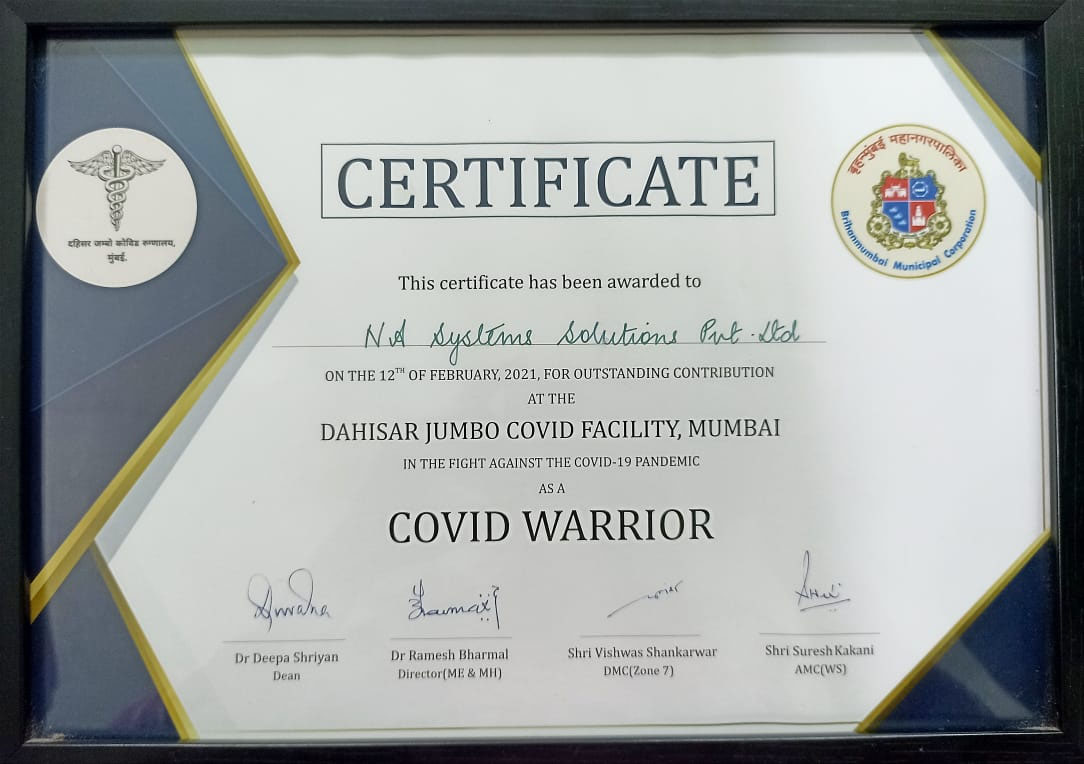 दहिसर जम्बो कोविड रुग्णालय,
मुंबई.
बृहन्मुंबई महानगरपालिका
Brihanmumbai Municipal Corporation
CERTIFICATE
This certificate has been awarded to
NA Systems Solutions Pvt. Ltd
ON THE 12TH OF FEBRUARY, 2021, FOR OUTSTANDING CONTRIBUTION
AT THE
DAHISAR JUMBO COVID FACILITY, MUMBAI
IN THE FIGHT AGAINST THE COVID-19 PANDEMIC
AS A
COVID WARRIOR
Dr Deepa Shriyan
Dean
Dr Ramesh Bharmal
Director(ME & MH)
Shri Vishwas Shankarwar
DMC(Zone 7)
Shri Suresh Kakani
AMC(WS)